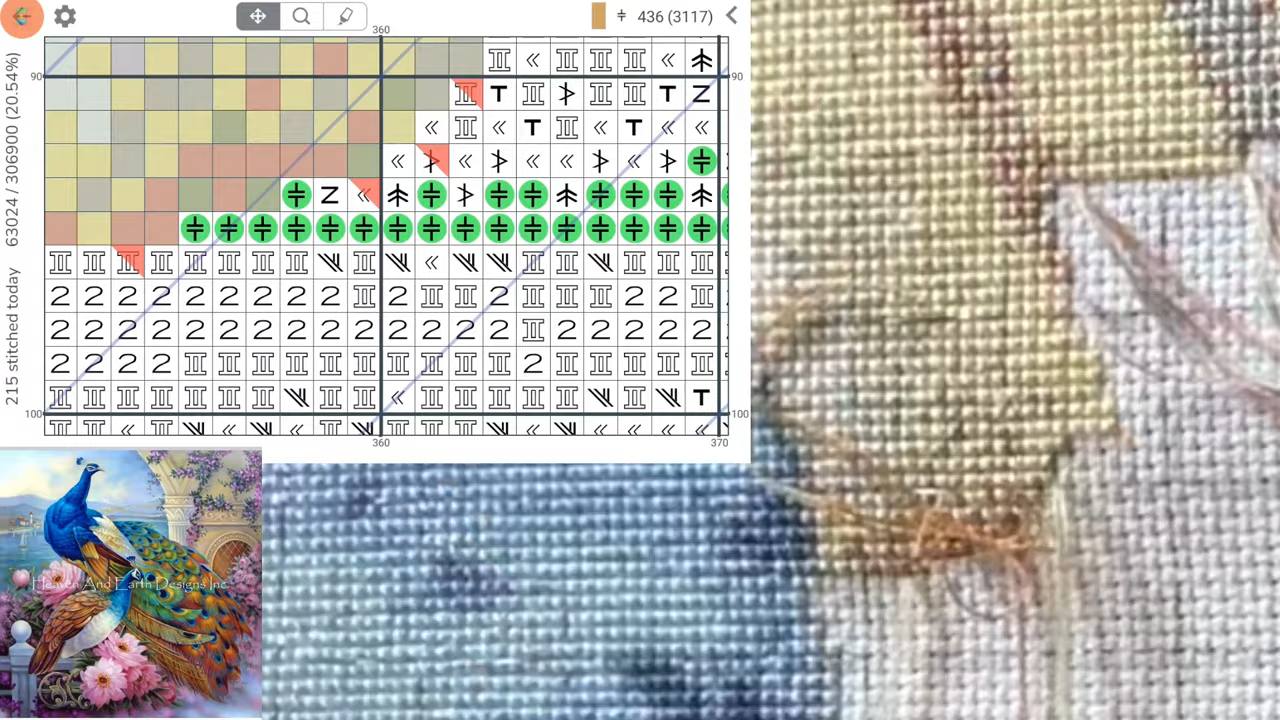 436 (3117)
360
90
90
63024 / 306900 (20.54%)
215 stitched today
100
100
360
370
Heaven And Earth Designs Inc.